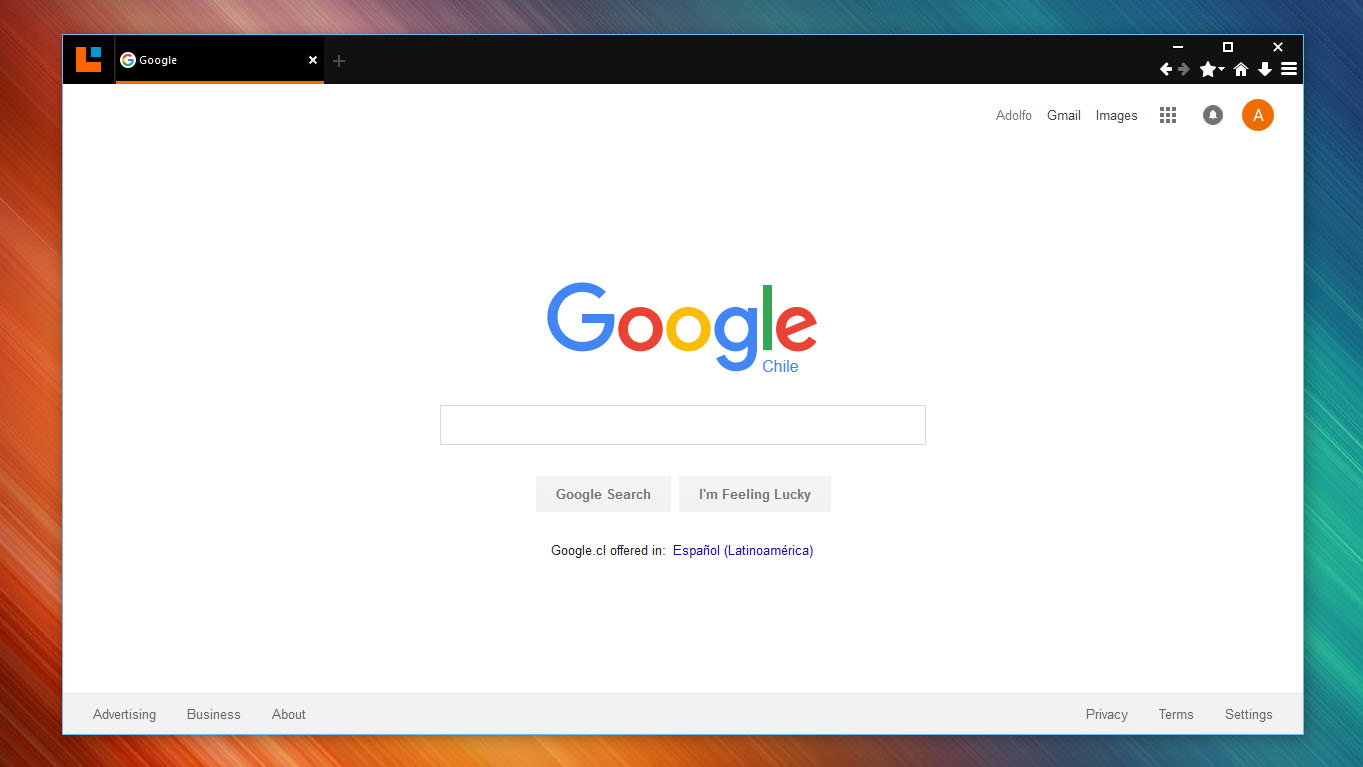 Google
Adolfo Gmail Images A
Google
Chile
Google Search I'm Feeling Lucky
Google.cl offered in: Español (Latinoamérica)
Advertising Business About Privacy Terms Settings